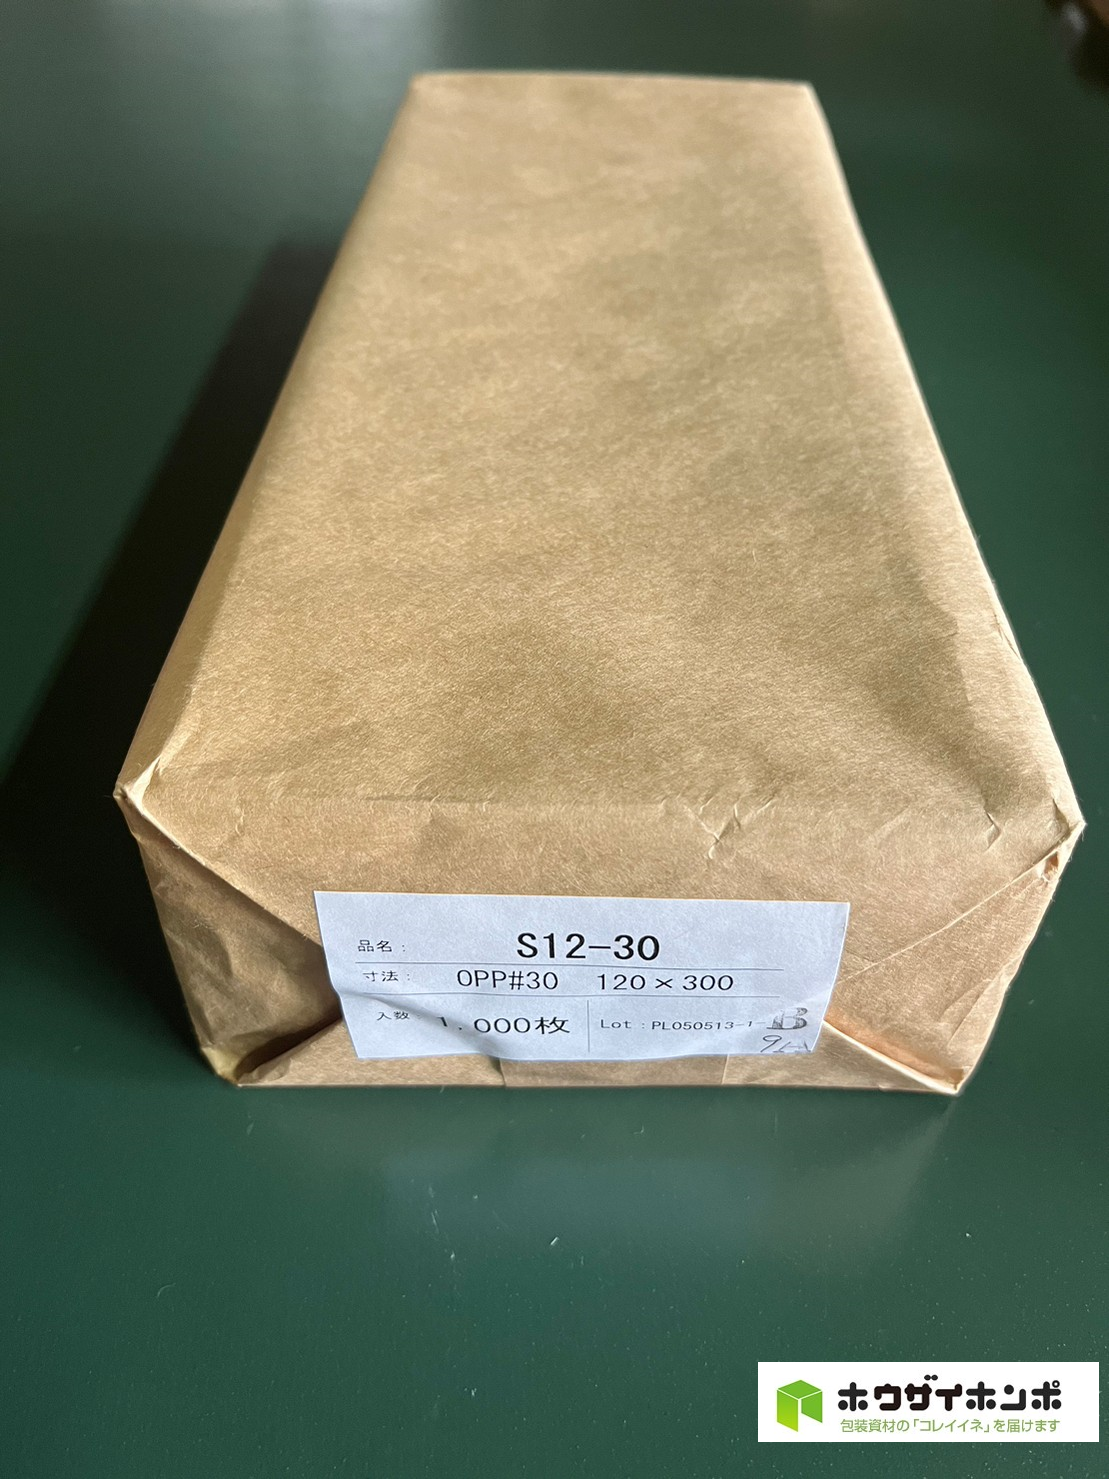 品名: S12-30
寸法: OPP#30 120×300
入数 1,000枚 Lot:PL050513-1-B
ホウザイホンポ
包装資材の「コレイイネ」を届けます